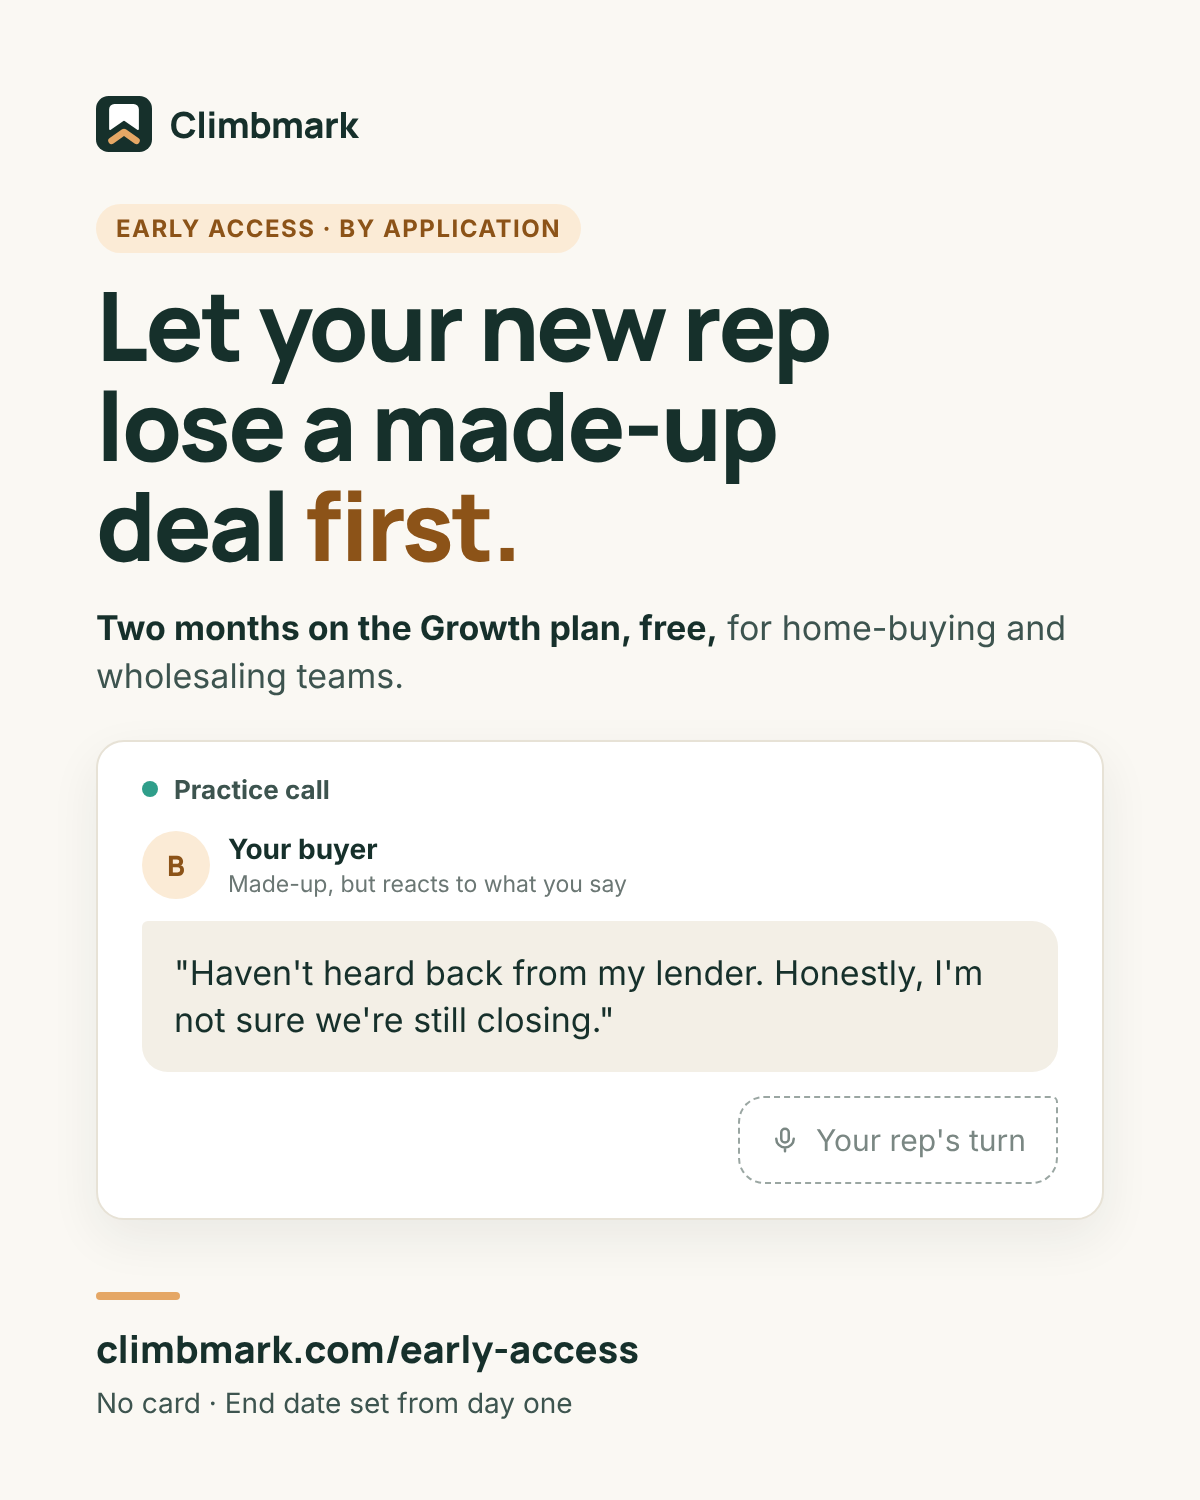 Climbmark
EARLY ACCESS · BY APPLICATION
Let your new rep
lose a made-up
deal first.
Two months on the Growth plan, free, for home-buying and
wholesaling teams.
Practice call
B
Your buyer
Made-up, but reacts to what you say
"Haven't heard back from my lender. Honestly, I'm
not sure we're still closing."
Your rep's turn
climbmark.com/early-access
No card · End date set from day one